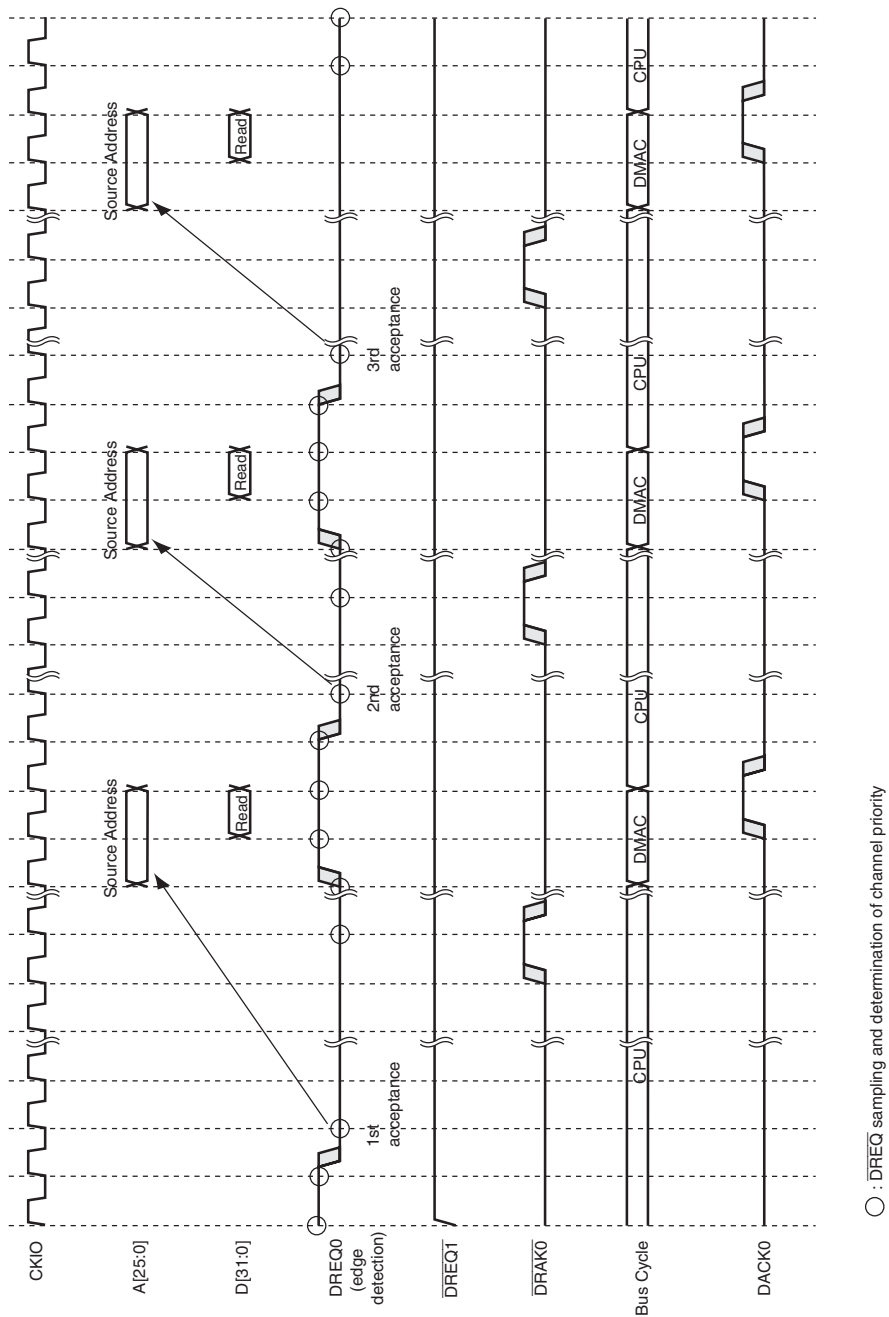 CKIO
Source Address
Source Address
Source Address
A[25:0]
Read
Read
Read
D[31:0]
DREQ0
(edge
detection)
1st
acceptance
2nd
acceptance
3rd
acceptance
DREQ1
DRAK0
Bus Cycle
CPU
DMAC
CPU
DMAC
CPU
DMAC
CPU
DACK0
: DREQ sampling and determination of channel priority